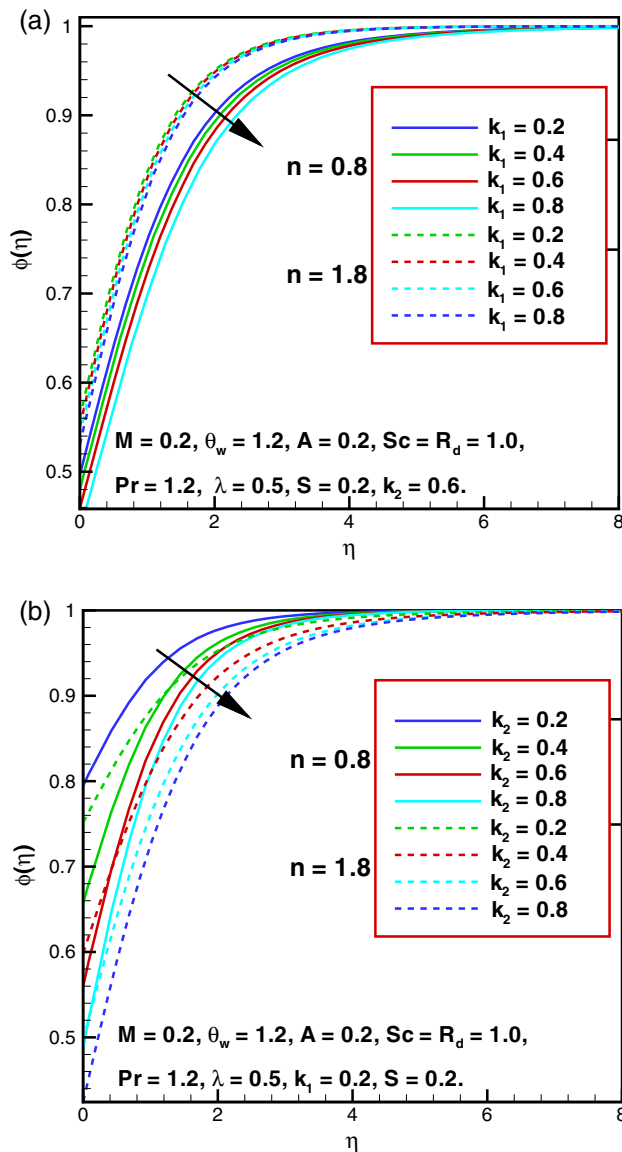 (a)
1
0.9
0.8
0.7
0.6
0.5
ϕ(η)
k₁ = 0.2
k₁ = 0.4
k₁ = 0.6
k₁ = 0.8
k₁ = 0.2
k₁ = 0.4
k₁ = 0.6
k₁ = 0.8
n = 0.8
n = 1.8
M = 0.2, θ_w = 1.2, A = 0.2, Sc = R_d = 1.0,
Pr = 1.2, λ = 0.5, S = 0.2, k₂ = 0.6.
0 2 4 6 8
η
(b)
1
0.9
0.8
0.7
0.6
0.5
ϕ(η)
k₂ = 0.2
k₂ = 0.4
k₂ = 0.6
k₂ = 0.8
k₂ = 0.2
k₂ = 0.4
k₂ = 0.6
k₂ = 0.8
n = 0.8
n = 1.8
M = 0.2, θ_w = 1.2, A = 0.2, Sc = R_d = 1.0,
Pr = 1.2, λ = 0.5, k₁ = 0.2, S = 0.2.
0 2 4 6 8
η